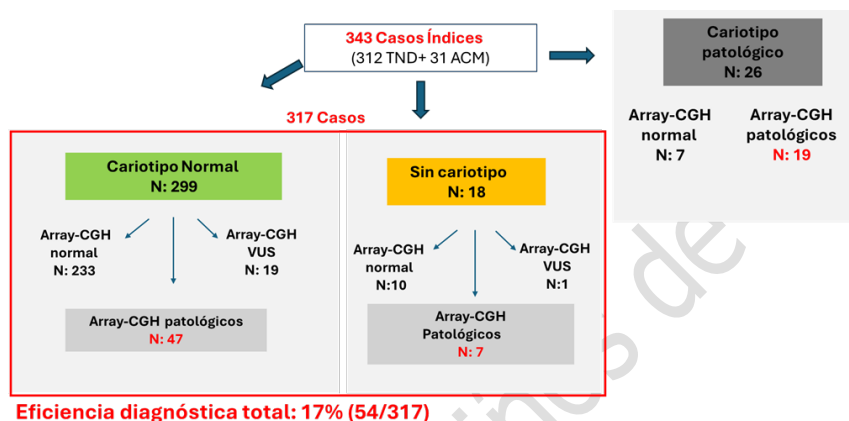 343 Casos Índices
(312 TND+ 31 ACM)
Cariotipo
patológico
N: 26
Array-CGH
normal
N: 7
Array-CGH
patológicos
N: 19
317 Casos
Cariotipo Normal
N: 299
Array-CGH
normal
N: 233
Array-CGH
VUS
N: 19
Array-CGH patológicos
N: 47
Sin cariotipo
N: 18
Array-CGH
normal
N:10
Array-CGH
VUS
N:1
Array-CGH
Patológicos
N: 7
Eficiencia diagnóstica total: 17% (54/317)
de